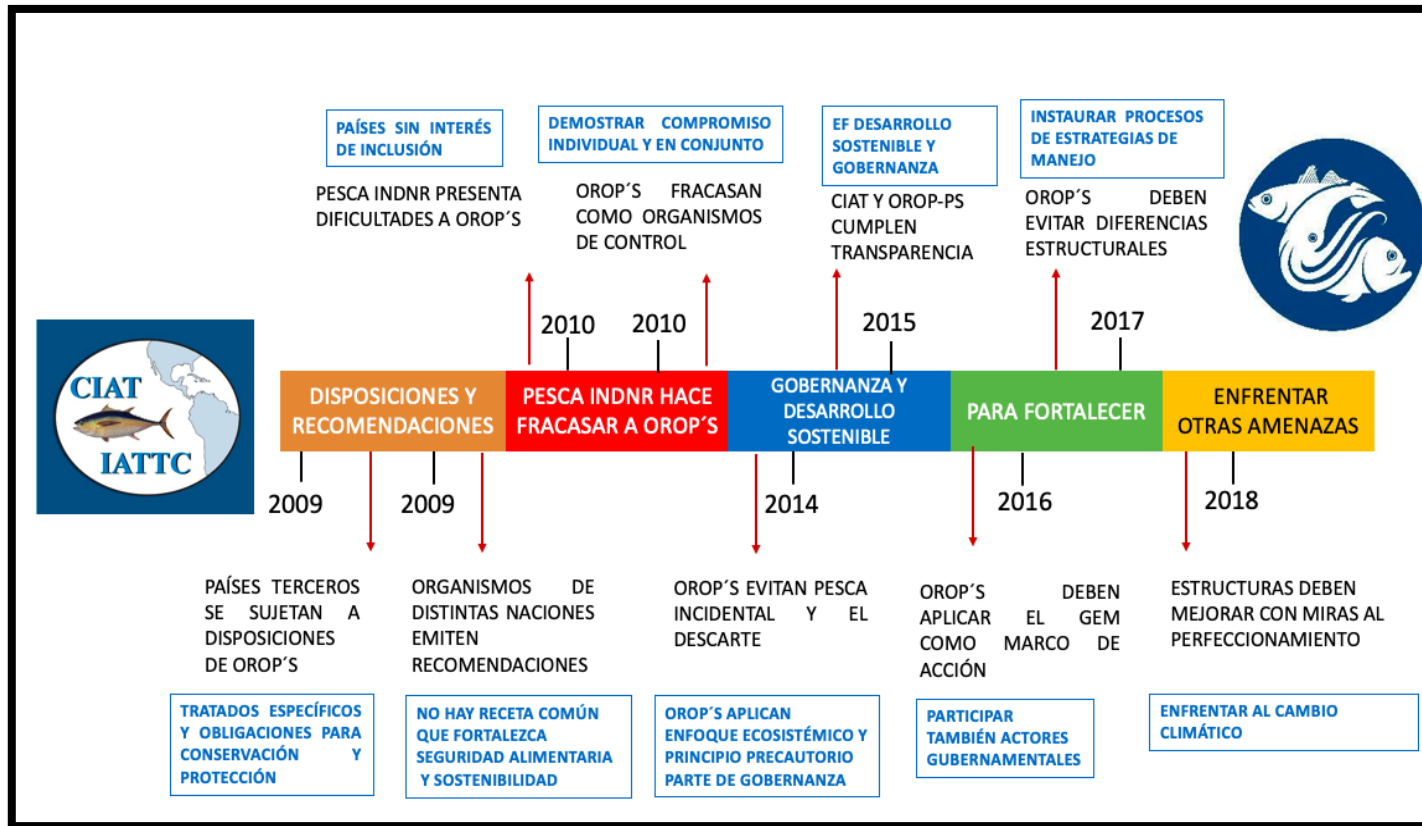 PAÍSES SIN INTERÉS
DE INCLUSIÓN
PESCA INDNR PRESENTA
DIFICULTADES A OROP´S
DEMOSTRAR COMPROMISO
INDIVIDUAL Y EN CONJUNTO
OROP´S FRACASAN
COMO ORGANISMOS
DE CONTROL
EF DESARROLLO
SOSTENIBLE Y
GOBERNANZA
CIAT Y OROP-PS
CUMPLEN
TRANSPARENCIA
INSTAURAR PROCESOS
DE ESTRATEGIAS DE
MANEJO
OROP´S DEBEN
EVITAR DIFERENCIAS
ESTRUCTURALES
2010
2010
2015
2017
CIAT
IATTC
DISPOSICIONES Y
RECOMENDACIONES
PESCA INDNR HACE
FRACASAR A OROP´S
GOBERNANZA Y
DESARROLLO
SOSTENIBLE
PARA FORTALECER
ENFRENTAR
OTRAS AMENAZAS
2009
2009
2014
2016
2018
PAÍSES TERCEROS
SE SUJETAN A
DISPOSICIONES
DE OROP´S
ORGANISMOS DE
DISTINTAS NACIONES
EMITEN
RECOMENDACIONES
OROP´S EVITAN PESCA
INCIDENTAL Y EL
DESCARTE
OROP´S DEBEN
APLICAR EL GEM
COMO MARCO DE
ACCIÓN
ESTRUCTURAS DEBEN
MEJORAR CON MIRAS AL
PERFECCIONAMIENTO
TRATADOS ESPECÍFICOS
Y OBLIGACIONES PARA
CONSERVACIÓN Y
PROTECCIÓN
NO HAY RECETA COMÚN
QUE FORTALEZCA
SEGURIDAD ALIMENTARIA
Y SOSTENIBILIDAD
OROP´S APLICAN
ENFOQUE ECOSISTÉMICO Y
PRINCIPIO PRECAUTORIO
PARTE DE GOBERNANZA
PARTICIPAR
TAMBIÉN ACTORES
GUBERNAMENTALES
ENFRENTAR AL CAMBIO
CLIMÁTICO